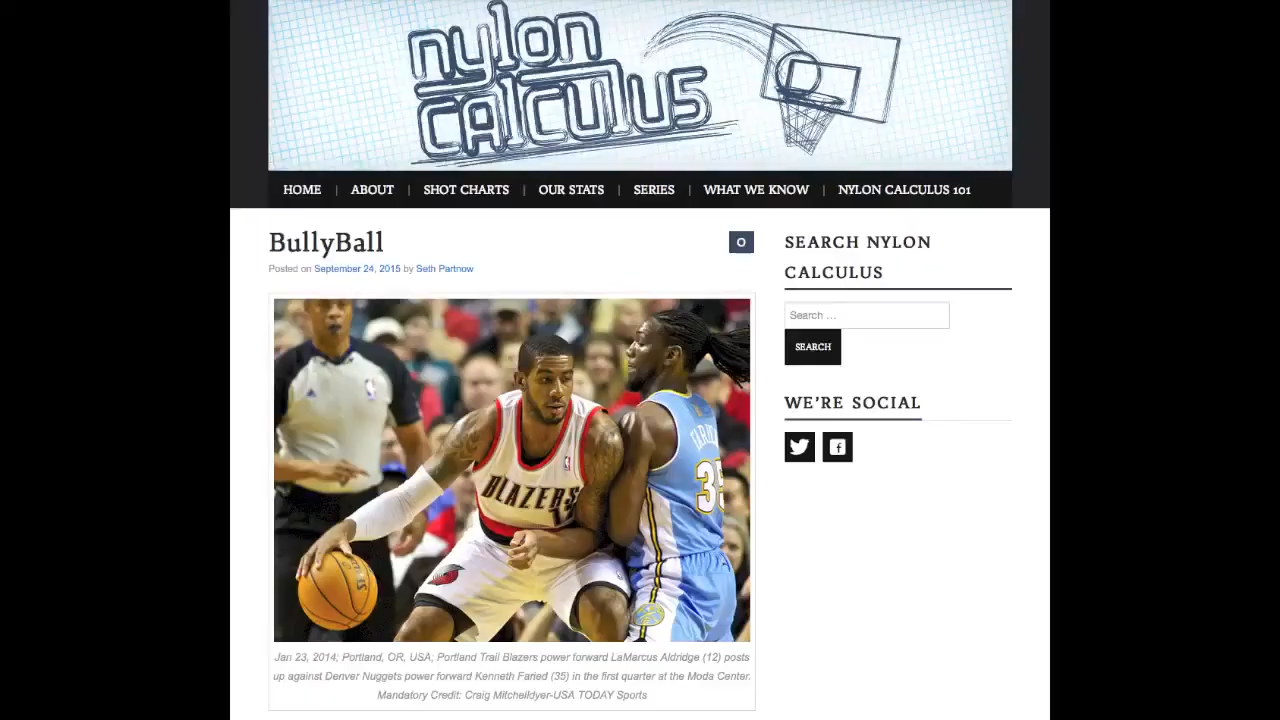 nylon
calculus
HOME | ABOUT | SHOT CHARTS | OUR STATS | SERIES | WHAT WE KNOW | NYLON CALCULUS 101
BullyBall
0
Posted on September 24, 2015 by Seth Partnow
BLAZERS
12
35
Jan 23, 2014; Portland, OR, USA; Portland Trail Blazers power forward LaMarcus Aldridge (12) posts
up against Denver Nuggets power forward Kenneth Faried (35) in the first quarter at the Moda Center.
Mandatory Credit: Craig Mitchelldyer-USA TODAY Sports
SEARCH NYLON
CALCULUS
Search ...
SEARCH
WE'RE SOCIAL